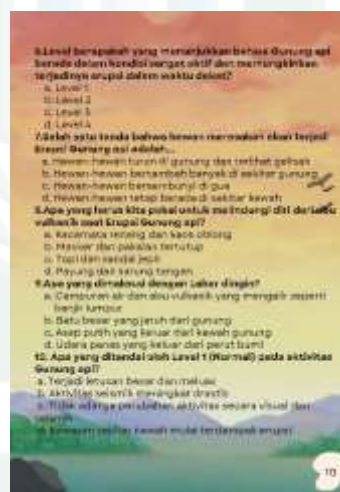 6.Level berapakah yang menunjukkan bahwa Gunung api
berada dalam kondisi sangat aktif dan memungkinkan
terjadinya erupsi dalam waktu dekat?
a. Level 1
b. Level 2
c. Level 3
d. Level 4
7.Salah satu tanda bahwa hewan merasakan akan terjadi
Erupsi Gunung api adalah...
a. Hewan-hewan turun di gunung dan terlihat gelisah
b. Hewan-hewan bertambah banyak di sekitar gunung
c. Hewan-hewan bersembunyi di gua
d. Hewan-hewan tetap berada di sekitar kawah
8.Apa yang harus kita pakai untuk melindungi diri dari abu
vulkanik saat Erupsi Gunung api?
a. Kacamata renang dan kaos oblong
b. Masker dan pakaian tertutup
c. Topi dan sandal jepit
d. Payung dan sarung tangan
9.Apa yang dimaksud dengan Lahar dingin?
a. Campuran air dan abu vulkanik yang mengalir seperti
banjir lumpur
b. Batu besar yang jatuh dari gunung
c. Asap putih yang keluar dari kawah gunung
d. Udara panas yang keluar dari perut bumi
10. Apa yang ditandai oleh Level 1 (Normal) pada aktivitas
Gunung api?
a. Terjadi letusan besar dan meluas
b. Aktivitas seismik meningkat drastis
c. Tidak adanya perubahan aktivitas secara visual dan
seismik
d. Kawasan sekitar kawah mulai terdampak erupsi